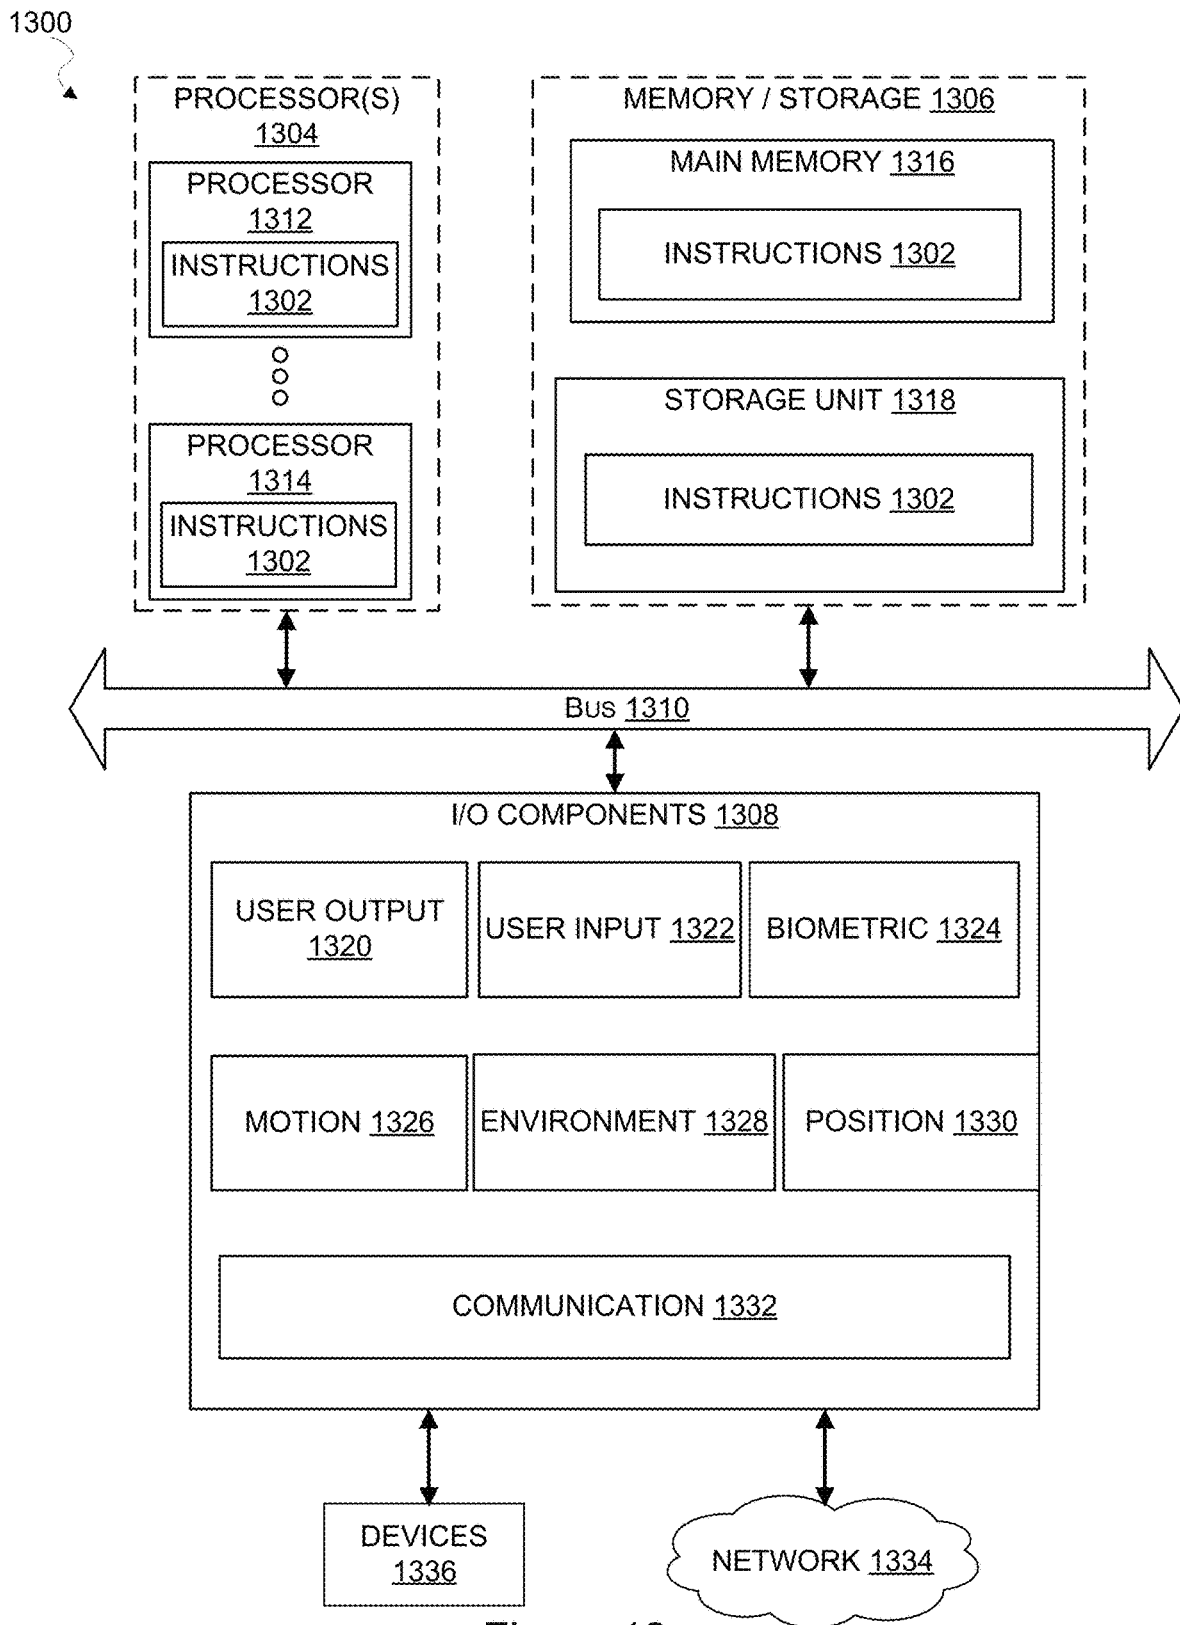 1300
PROCESSOR(S)
1304
PROCESSOR
1312
INSTRUCTIONS
1302
PROCESSOR
1314
INSTRUCTIONS
1302
MEMORY / STORAGE 1306
MAIN MEMORY 1316
INSTRUCTIONS 1302
STORAGE UNIT 1318
INSTRUCTIONS 1302
BUS 1310
I/O COMPONENTS 1308
USER OUTPUT
1320
USER INPUT 1322
BIOMETRIC 1324
MOTION 1326
ENVIRONMENT 1328
POSITION 1330
COMMUNICATION 1332
DEVICES
1336
NETWORK 1334